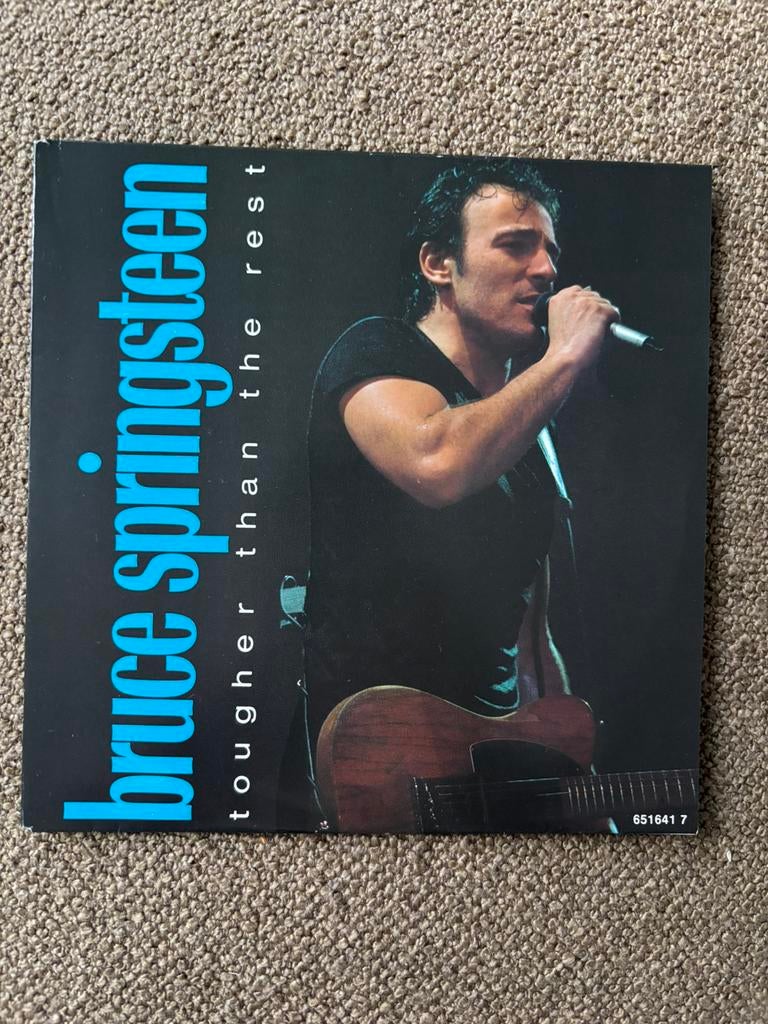 bruce springsteen
tougher than the rest
651641 7